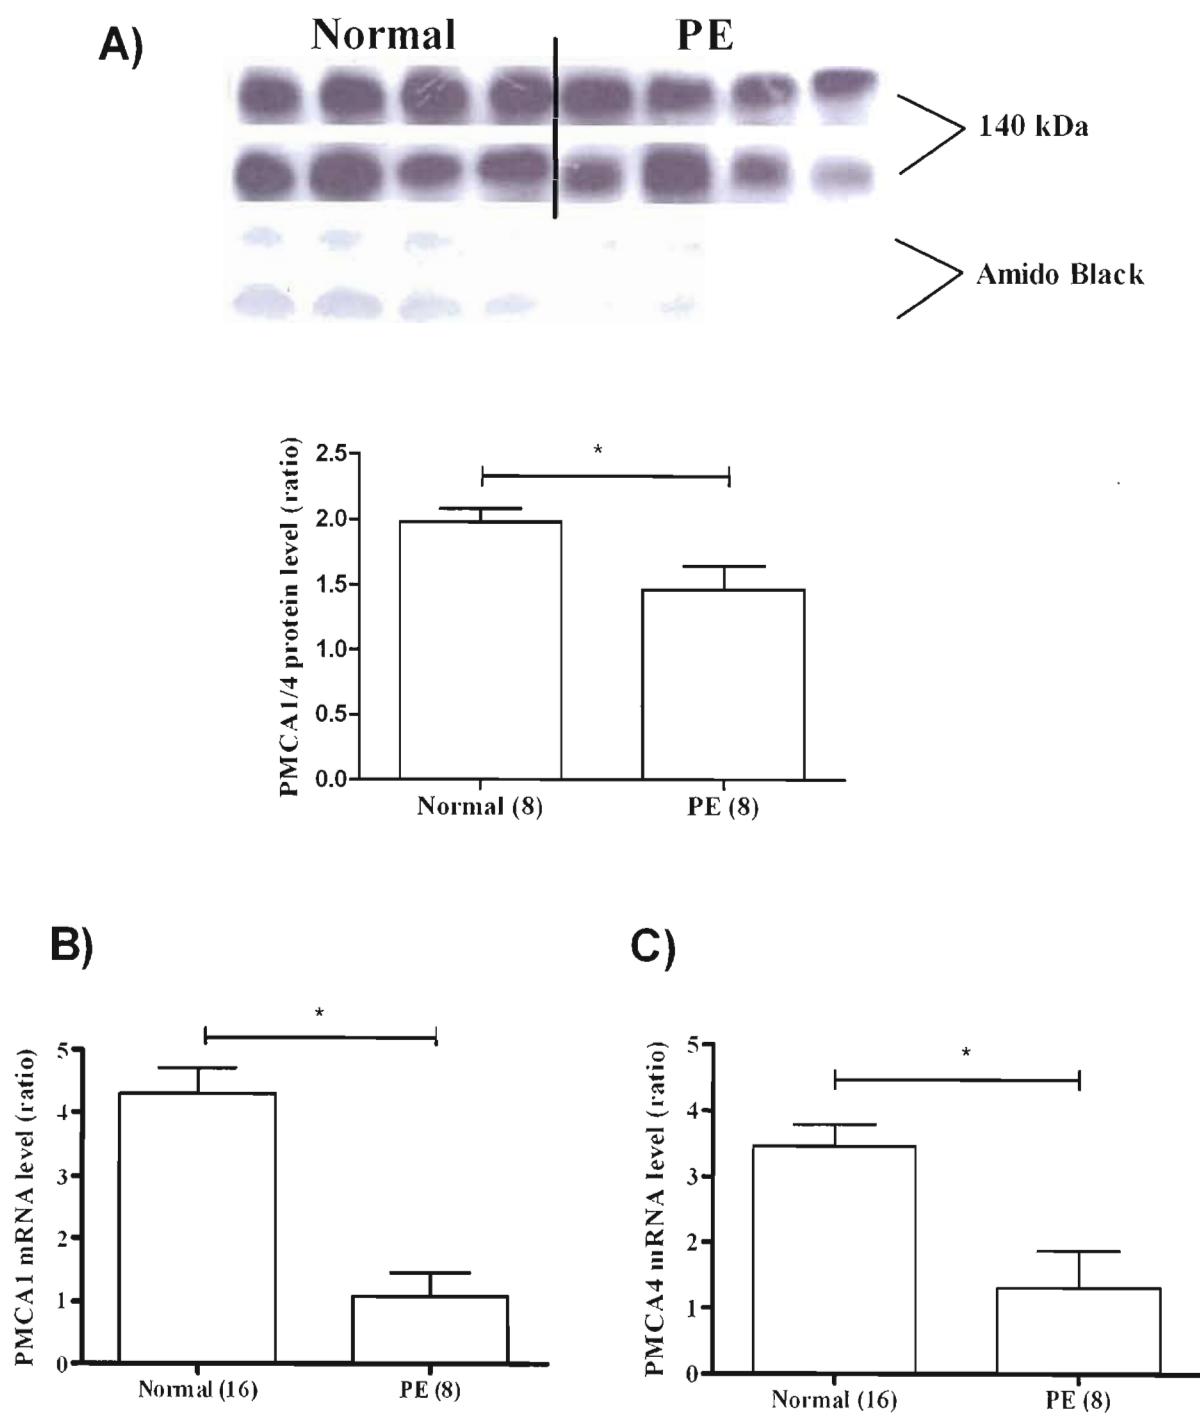 A)
Normal
PE
140 kDa
Amido Black
PMCA1/4 protein level (ratio)
2.5
*
2.0
1.5
1.0
0.5
0.0
Normal (8)
PE (8)
B)
PMCA1 mRNA level (ratio)
*
5
4
3
2
1
0
Normal (16)
PE (8)
C)
PMCA4 mRNA level (ratio)
*
5
4
3
2
1
0
Normal (16)
PE (8)